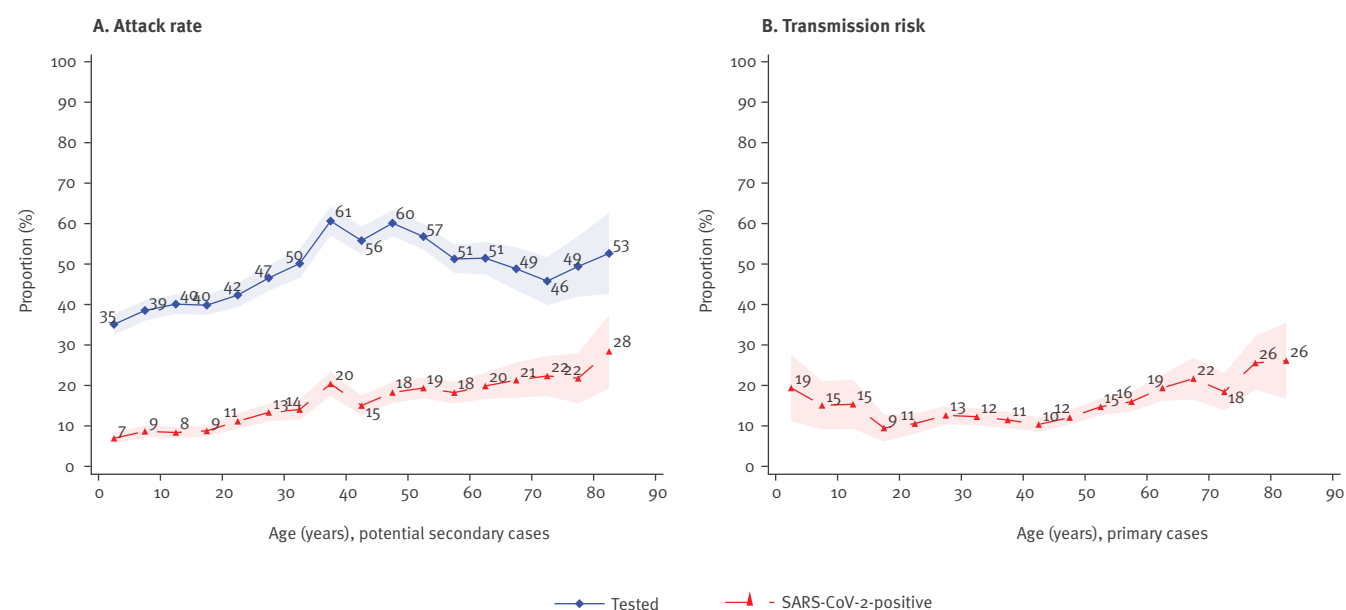 A. Attack rate
100
90
80
70
60
50
40
30
20
10
0
Proportion (%)
35 39 40 40 42 47 50 61 56 60 57 51 51 49 46 49 53
7 9 8 9 11 13 14 20 15 18 19 18 20 21 22 22 28
0 10 20 30 40 50 60 70 80 90
Age (years), potential secondary cases
B. Transmission risk
100
90
80
70
60
50
40
30
20
10
0
Proportion (%)
19 15 15 9 11 13 12 11 10 12 15 16 19 22 18 26 26
0 10 20 30 40 50 60 70 80 90
Age (years), primary cases
Tested
SARS-CoV-2-positive